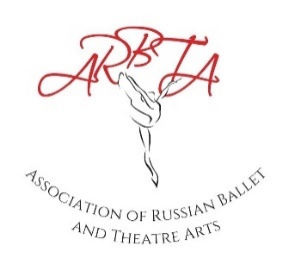 ARBTA
ASSOCIATION OF RUSSIAN BALLET
AND THEATRE ARTS